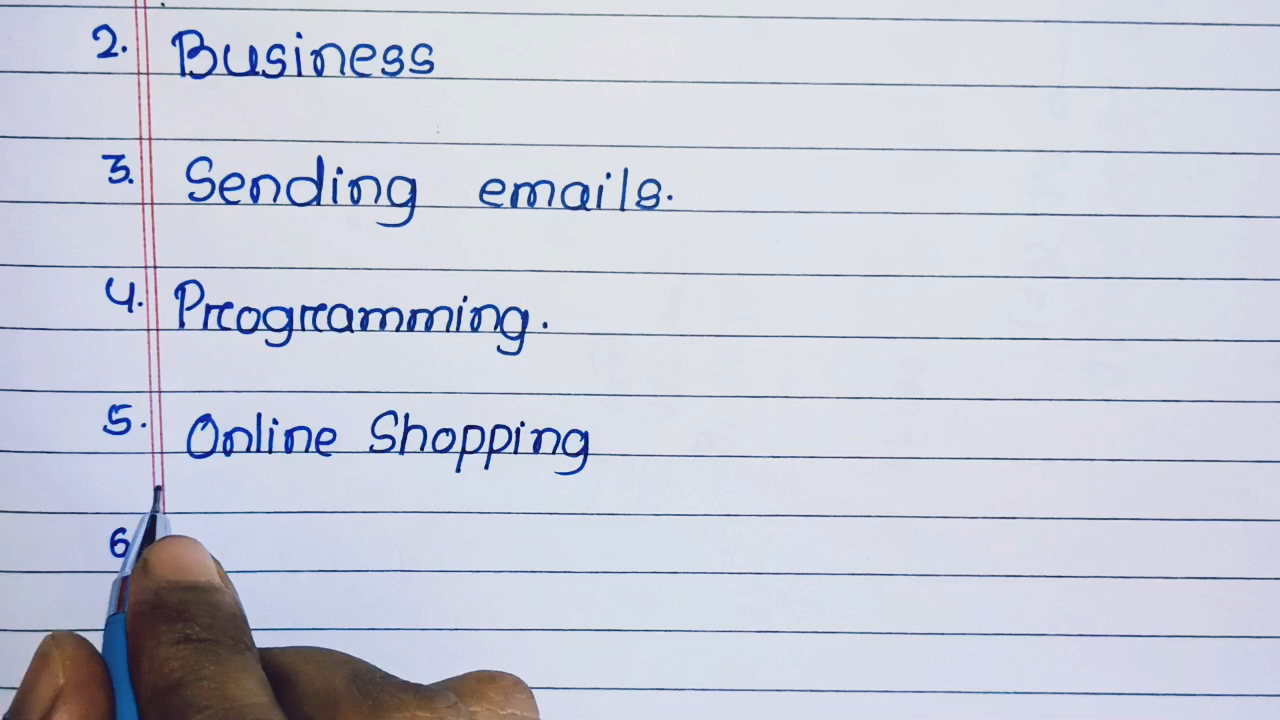 2. Business
3. Sending emails.
4. Programming.
5. Online Shopping
6